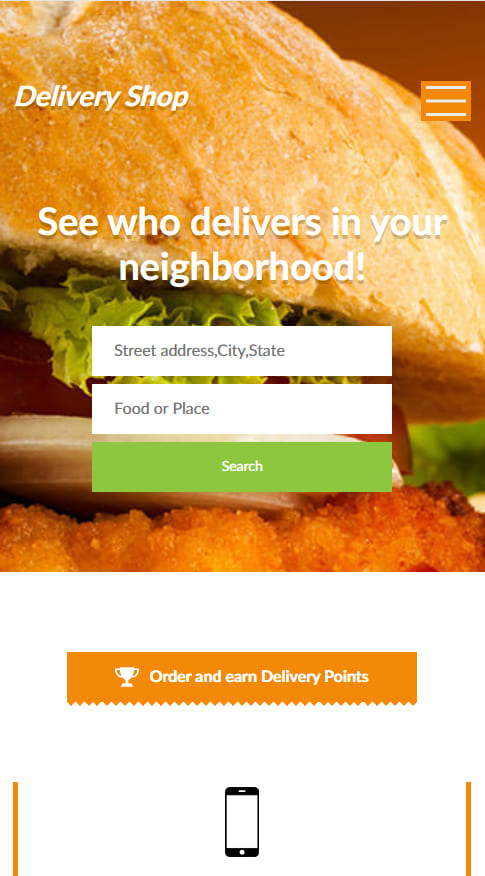 Delivery Shop
See who delivers in your
neighborhood!
Street address,City,State
Food or Place
Search
Order and earn Delivery Points